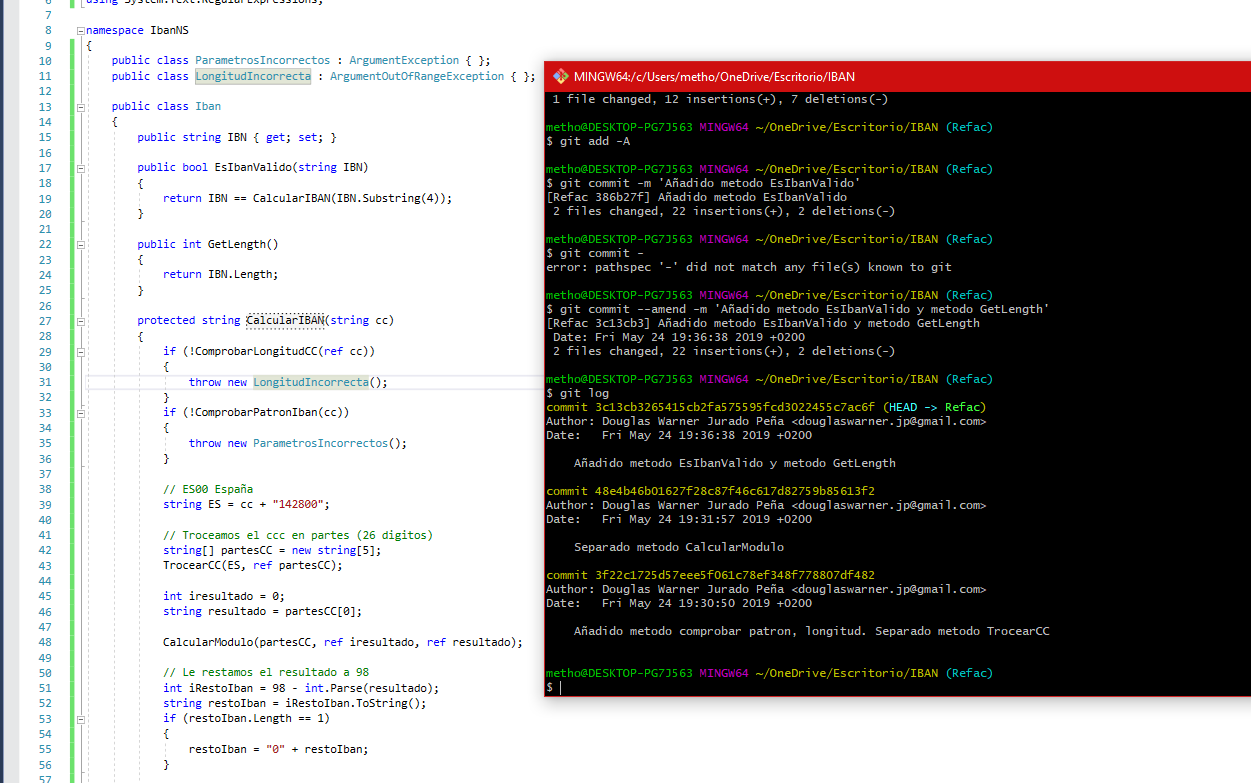 6 using System.Text.RegularExpressions;
7
8 namespace IbanNS
9 {
10 public class ParametrosIncorrectos : ArgumentException { };
11 public class LongitudIncorrecta : ArgumentOutOfRangeException { };
12
13 public class Iban
14 {
15 public string IBN { get; set; }
16
17 public bool EsIbanValido(string IBN)
18 {
19 return IBN == CalcularIBAN(IBN.Substring(4));
20 }
21
22 public int GetLength()
23 {
24 return IBN.Length;
25 }
26
27 protected string CalcularIBAN(string cc)
28 {
29 if (!ComprobarLongitudCC(ref cc))
30 {
31 throw new LongitudIncorrecta();
32 }
33 if (!ComprobarPatronIban(cc))
34 {
35 throw new ParametrosIncorrectos();
36 }
37
38 // ES00 España
39 string ES = cc + "142800";
40
41 // Troceamos el ccc en partes (26 digitos)
42 string[] partesCC = new string[5];
43 TrocearCC(ES, ref partesCC);
44
45 int iresultado = 0;
46 string resultado = partesCC[0];
47
48 CalcularModulo(partesCC, ref iresultado, ref resultado);
49
50 // Le restamos el resultado a 98
51 int iRestoIban = 98 - int.Parse(resultado);
52 string restoIban = iRestoIban.ToString();
53 if (restoIban.Length == 1)
54 {
55 restoIban = "0" + restoIban;
56 }
57
MINGW64:/c/Users/metho/OneDrive/Escritorio/IBAN
1 file changed, 12 insertions(+), 7 deletions(-)
metho@DESKTOP-PG7J563 MINGW64 ~/OneDrive/Escritorio/IBAN (Refac)
$ git add -A
metho@DESKTOP-PG7J563 MINGW64 ~/OneDrive/Escritorio/IBAN (Refac)
$ git commit -m 'Añadido metodo EsIbanValido'
[Refac 386b27f] Añadido metodo EsIbanValido
2 files changed, 22 insertions(+), 2 deletions(-)
metho@DESKTOP-PG7J563 MINGW64 ~/OneDrive/Escritorio/IBAN (Refac)
$ git commit -
error: pathspec '-' did not match any file(s) known to git
metho@DESKTOP-PG7J563 MINGW64 ~/OneDrive/Escritorio/IBAN (Refac)
$ git commit --amend -m 'Añadido metodo EsIbanValido y metodo GetLength'
[Refac 3c13cb3] Añadido metodo EsIbanValido y metodo GetLength
Date: Fri May 24 19:36:38 2019 +0200
2 files changed, 22 insertions(+), 2 deletions(-)
metho@DESKTOP-PG7J563 MINGW64 ~/OneDrive/Escritorio/IBAN (Refac)
$ git log
commit 3c13cb3265415cb2fa575595fcd3022455c7ac6f (HEAD -> Refac)
Author: Douglas Warner Jurado Peña <douglaswarner.jp@gmail.com>
Date: Fri May 24 19:36:38 2019 +0200
Añadido metodo EsIbanValido y metodo GetLength
commit 48e4b46b01627f28c87f46c617d82759b85613f2
Author: Douglas Warner Jurado Peña <douglaswarner.jp@gmail.com>
Date: Fri May 24 19:31:57 2019 +0200
Separado metodo CalcularModulo
commit 3f22c1725d57eee5f061c78ef348f778807df482
Author: Douglas Warner Jurado Peña <douglaswarner.jp@gmail.com>
Date: Fri May 24 19:30:50 2019 +0200
Añadido metodo comprobar patron, longitud. Separado metodo TrocearCC
metho@DESKTOP-PG7J563 MINGW64 ~/OneDrive/Escritorio/IBAN (Refac)
$